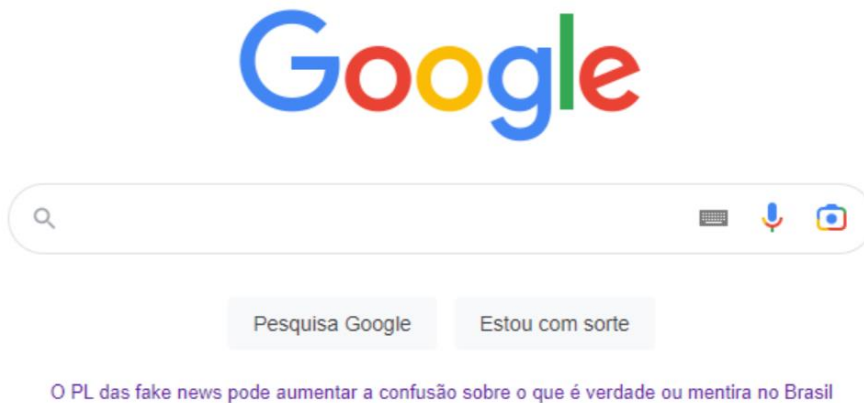 Google
Pesquisa Google
Estou com sorte
O PL das fake news pode aumentar a confusão sobre o que é verdade ou mentira no Brasil